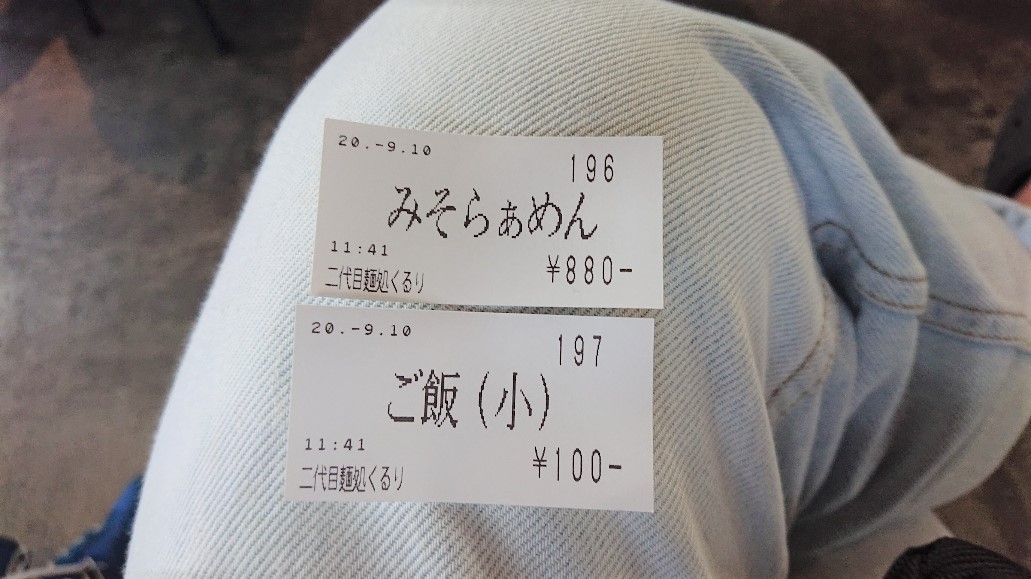 20.-9.10
196
みそらぁめん
11:41
¥880-
二代目麺処くるり
20.-9.10
197
ご飯(小)
11:41
¥100-
二代目麺処くるり